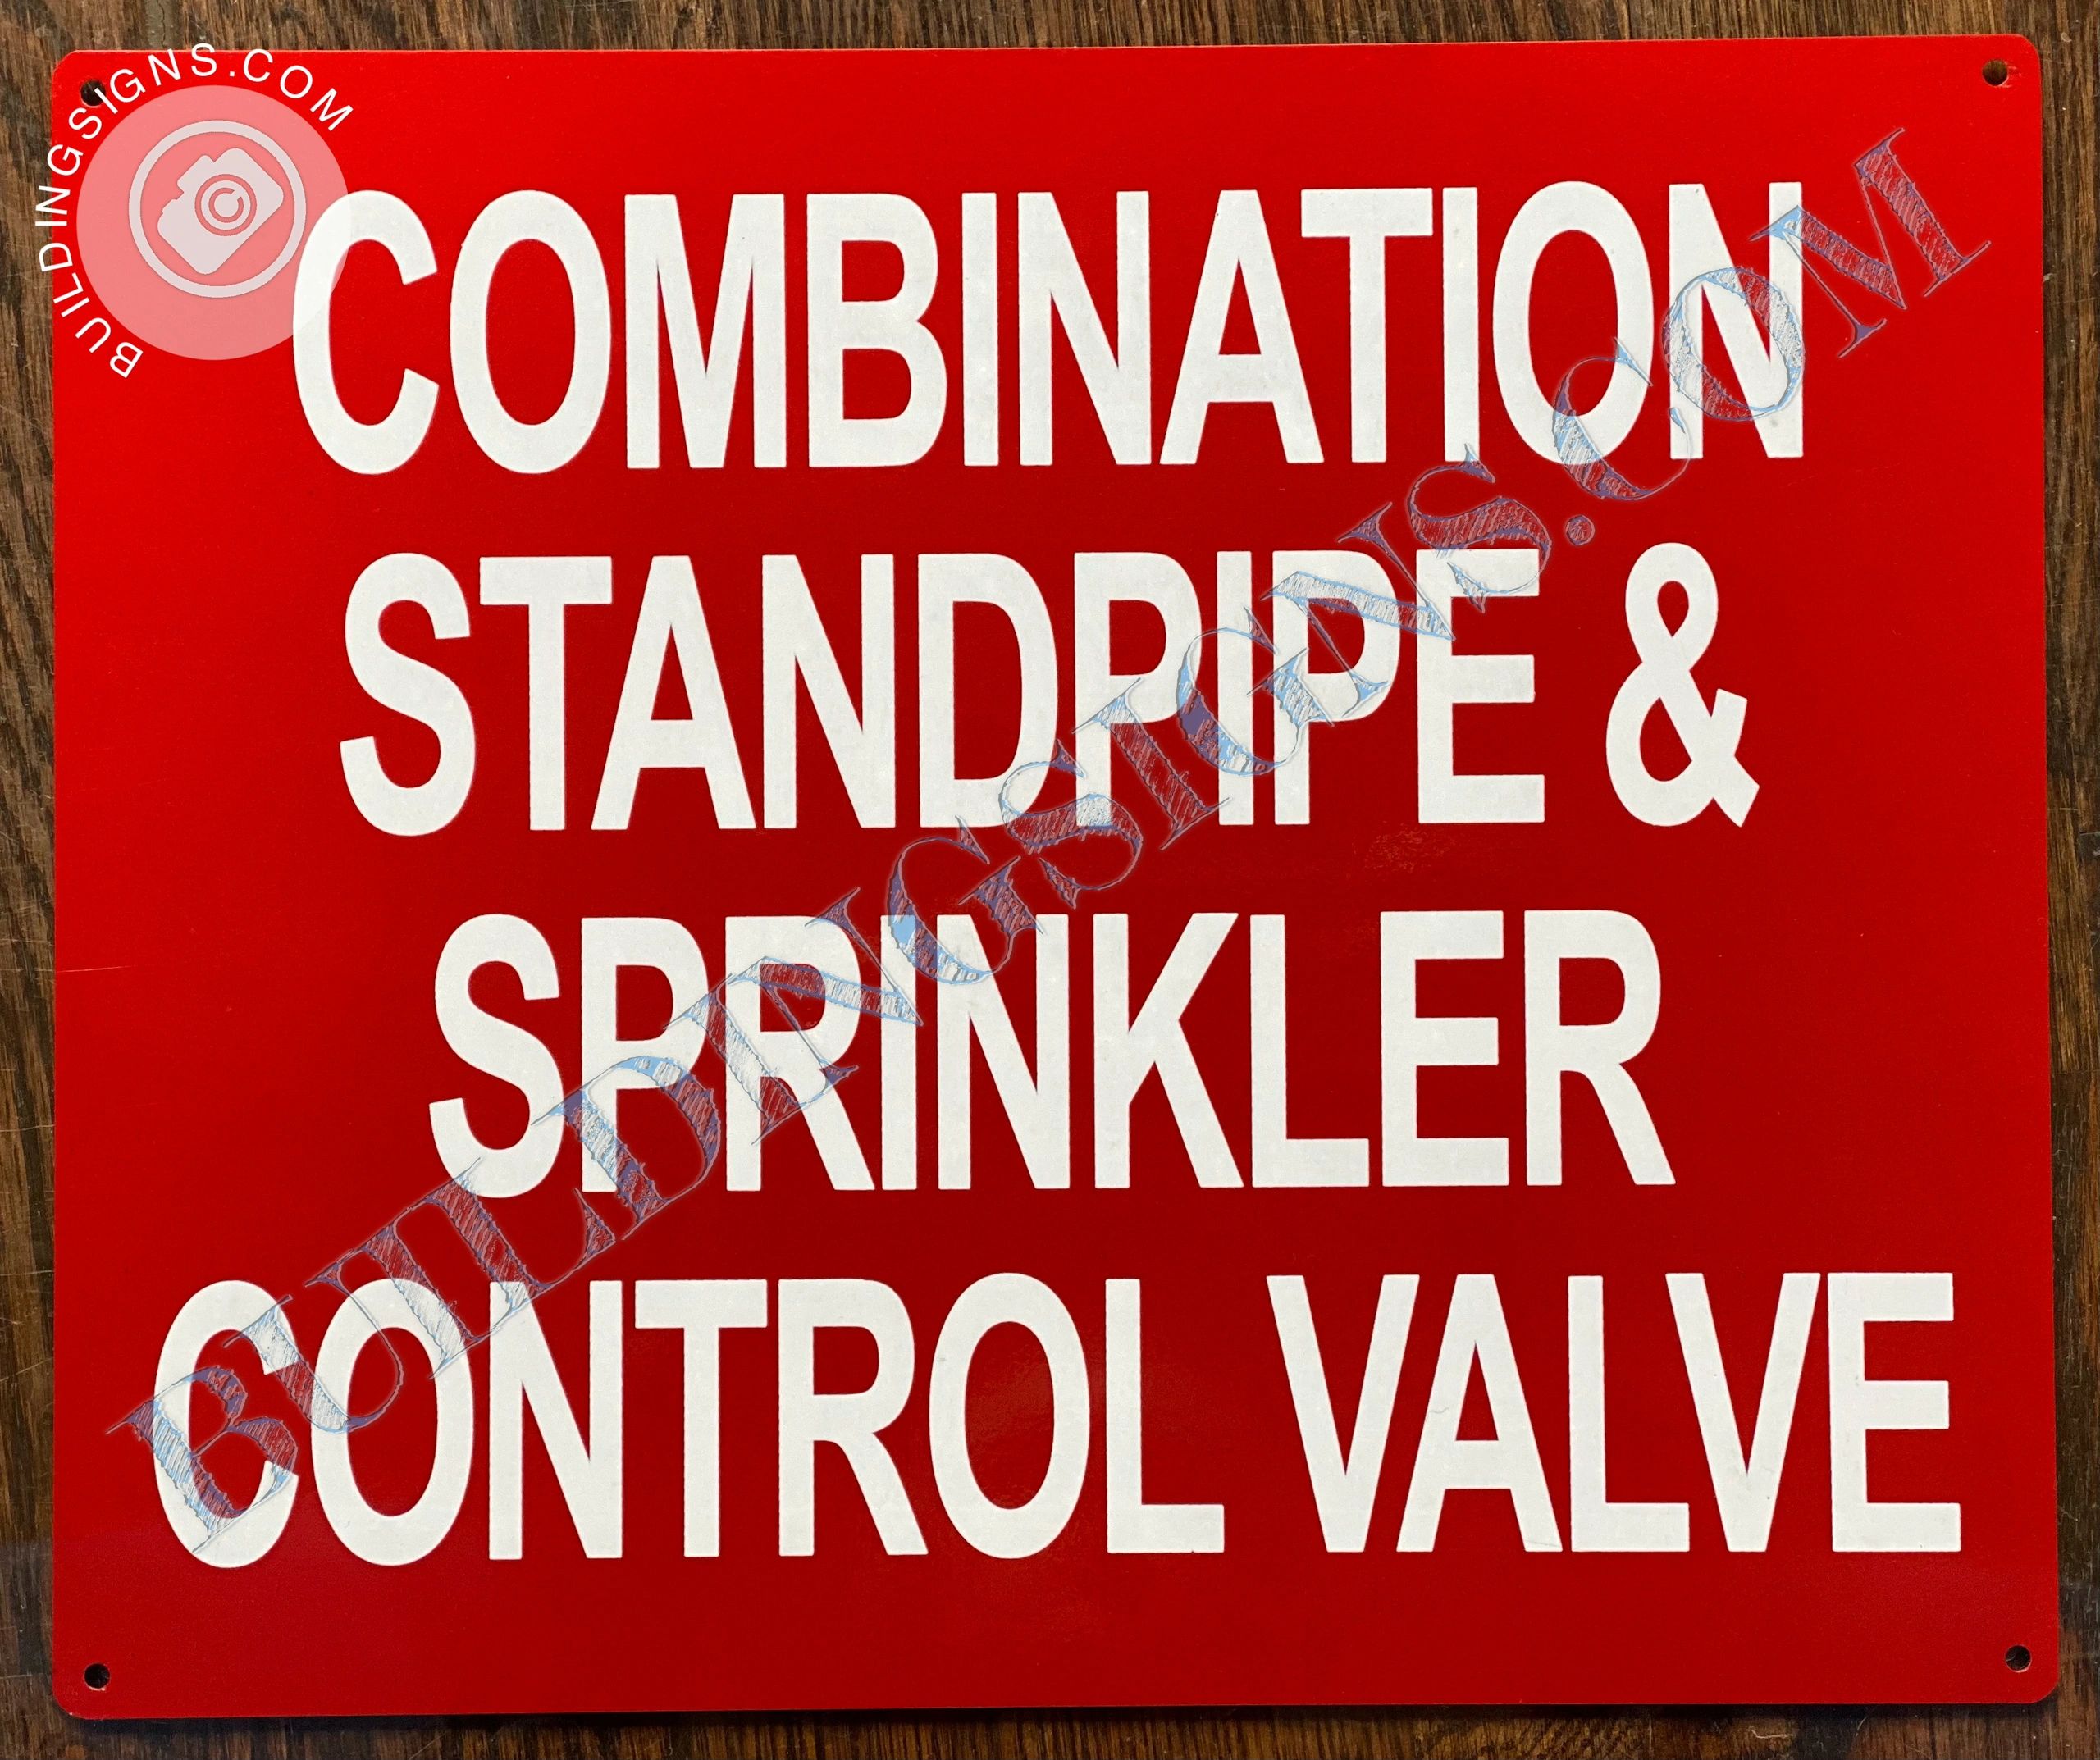 BUILDINGSIGNS.COM
COMBINATION
STANDPIPE &
SPRINKLER
CONTROL VALVE
BUILDINGSIGNS.COM